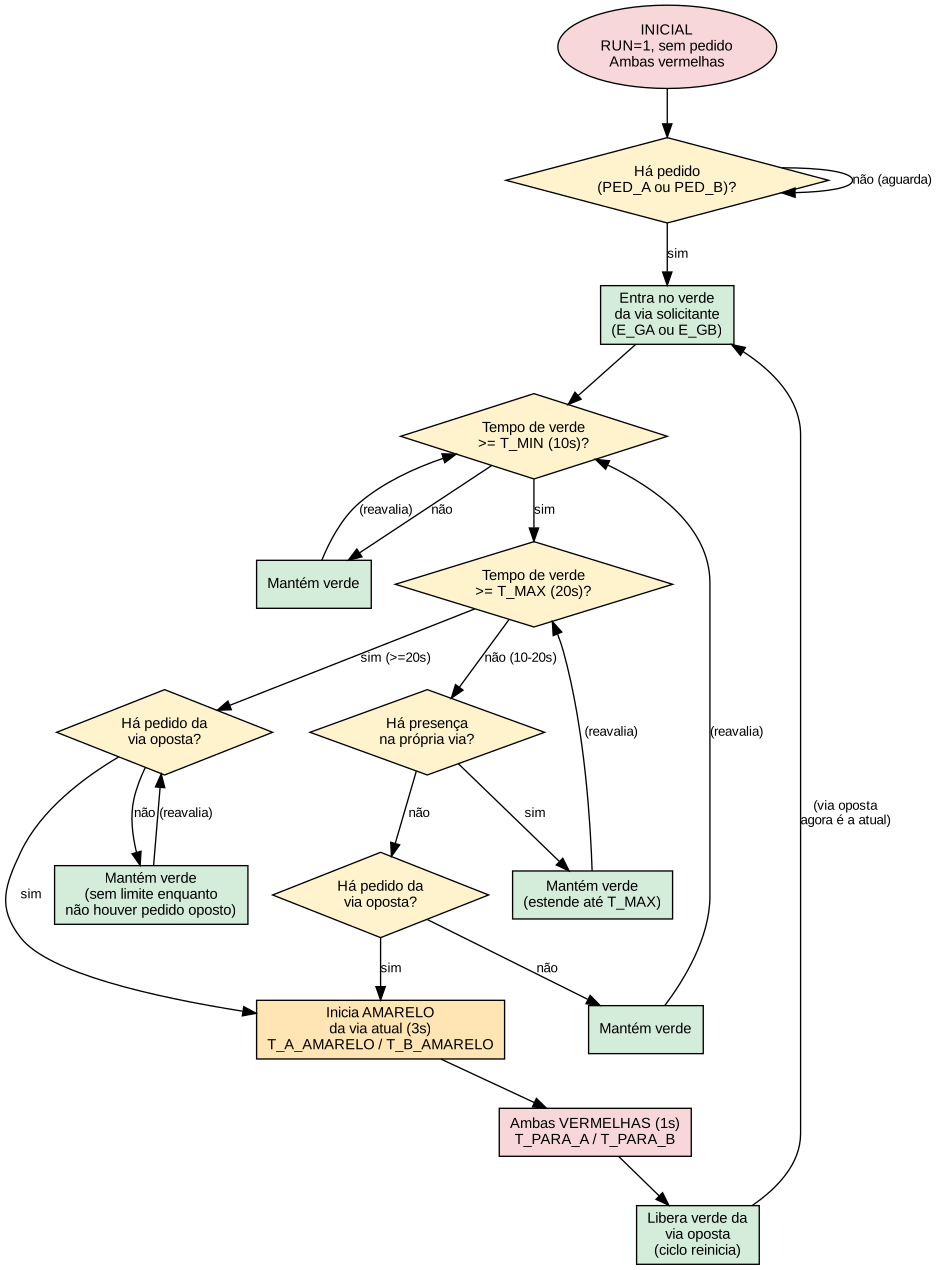 INICIAL
RUN=1, sem pedido
Ambas vermelhas
Há pedido
(PED_A ou PED_B)?
não (aguarda)
sim
Entra no verde
da via solicitante
(E_GA ou E_GB)
Tempo de verde
>= T_MIN (10s)?
(reavalia)
não
sim
Mantém verde
Tempo de verde
>= T_MAX (20s)?
sim (>=20s)
não (10-20s)
Há pedido da
via oposta?
Há presença
na própria via?
(reavalia)
(reavalia)
não
(reavalia)
não
sim
(via oposta
agora é a atual)
Mantém verde
(sem limite enquanto
não houver pedido oposto)
sim
Há pedido da
via oposta?
Mantém verde
(estende até T_MAX)
sim
não
Inicia AMARELO
da via atual (3s)
T_A_AMARELO / T_B_AMARELO
Mantém verde
Ambas VERMELHAS (1s)
T_PARA_A / T_PARA_B
Libera verde da
via oposta
(ciclo reinicia)